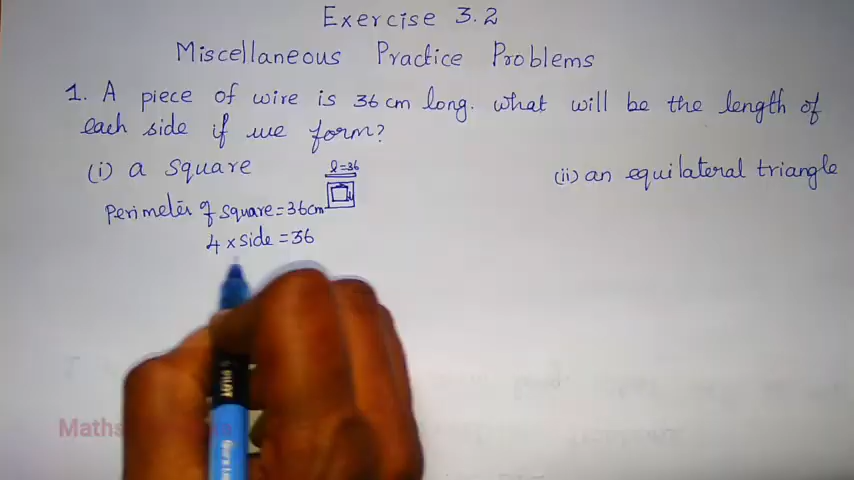 Exercise 3.2
Miscellaneous Practice Problems
1. A piece of wire is 36 cm long. what will be the length of
each side if we form?
(i) a square
(ii) an equilateral triangle
l=36
Perimeter of square = 36cm
4 × side = 36
Maths
PILOT